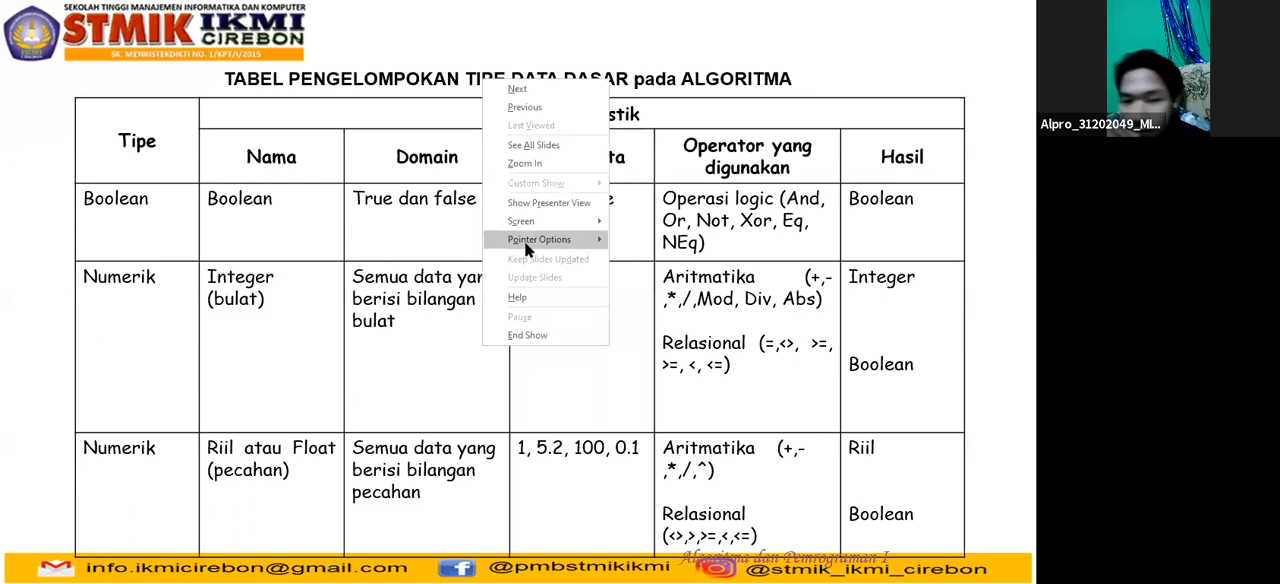 SEKOLAH TINGGI MANAJEMEN INFORMATIKA DAN KOMPUTER
STMIK IKMI
CIREBON
SK. MENRISTEKDIKTI NO. 1/KPT/I/2015
TABEL PENGELOMPOKAN TIPE DATA DASAR pada ALGORITMA
Tipe
stik
Nama
Domain
ta
Operator yang
digunakan
Hasil
Boolean
Boolean
True dan false
e
Operasi logic (And,
Or, Not, Xor, Eq,
NEq)
Boolean
Numerik
Integer
(bulat)
Semua data yan
berisi bilangan
bulat
Aritmatika (+,-
,*,/,Mod, Div, Abs)
Relasional (=,<>, >=,
>=, <, <=)
Integer
Boolean
Numerik
Riil atau Float
(pecahan)
Semua data yang
berisi bilangan
pecahan
1, 5.2, 100, 0.1
Aritmatika (+,-
,*,/,^)
Relasional
(<>,>,>=,<,<=)
Riil
Boolean
Next
Previous
Last Viewed
See All Slides
Zoom In
Custom Show
Show Presenter View
Screen
Pointer Options
Keep Slides Updated
Update Slides
Help
Pause
End Show
Algoritma dan Pemrograman I
info.ikmicirebon@gmail.com
@pmbstmikikmi
@stmik_ikmi_cirebon
Alpro_31202049_MI...